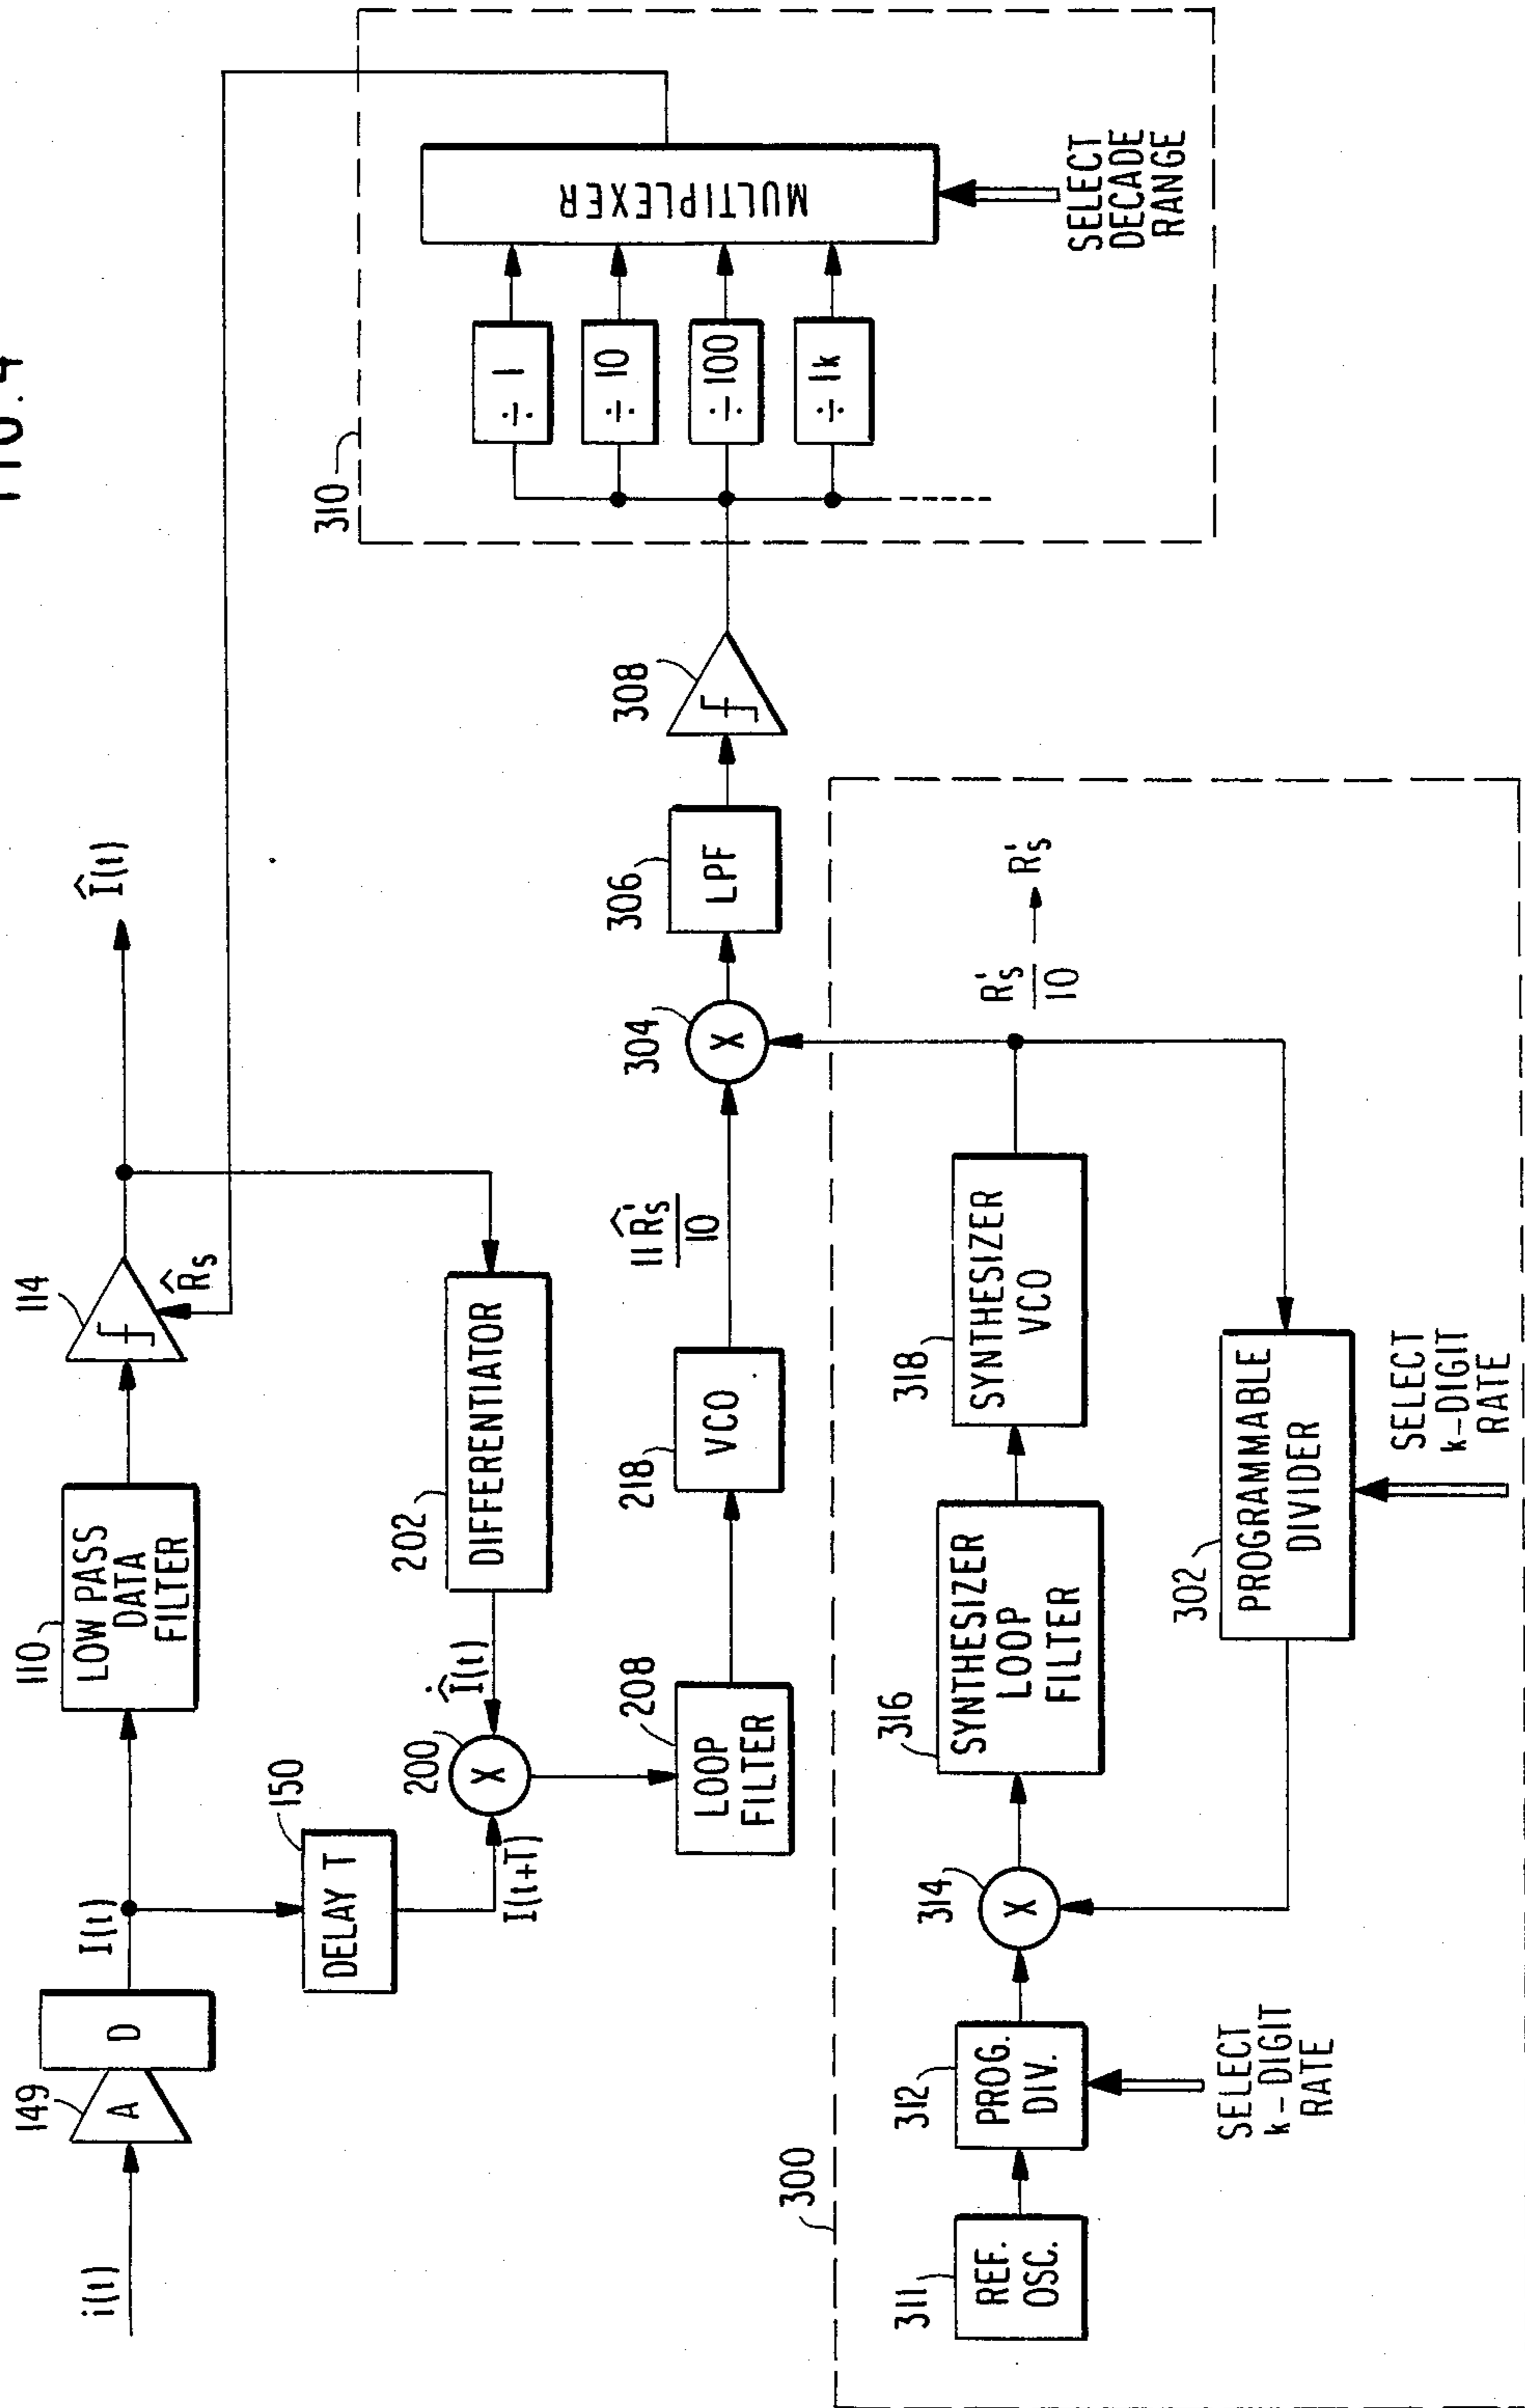 FIG. 4
i(t)
149
A
D
I(t)
110
LOW PASS
DATA
FILTER
114
R̂s
Î(t)
150
DELAY T
I(t+T)
200
X
Î̇(t)
202
DIFFERENTIATOR
208
LOOP
FILTER
218
VCO
11 R̂s'
10
304
X
306
LPF
308
310
÷ 1
÷ 10
÷ 100
÷ 1k
MULTIPLEXER
SELECT
DECADE
RANGE
300
311
REF.
OSC.
312
PROG.
DIV.
SELECT
k-DIGIT
RATE
314
X
316
SYNTHESIZER
LOOP
FILTER
318
SYNTHESIZER
VCO
Rs'
10
Rs'
302
PROGRAMMABLE
DIVIDER
SELECT
k-DIGIT
RATE